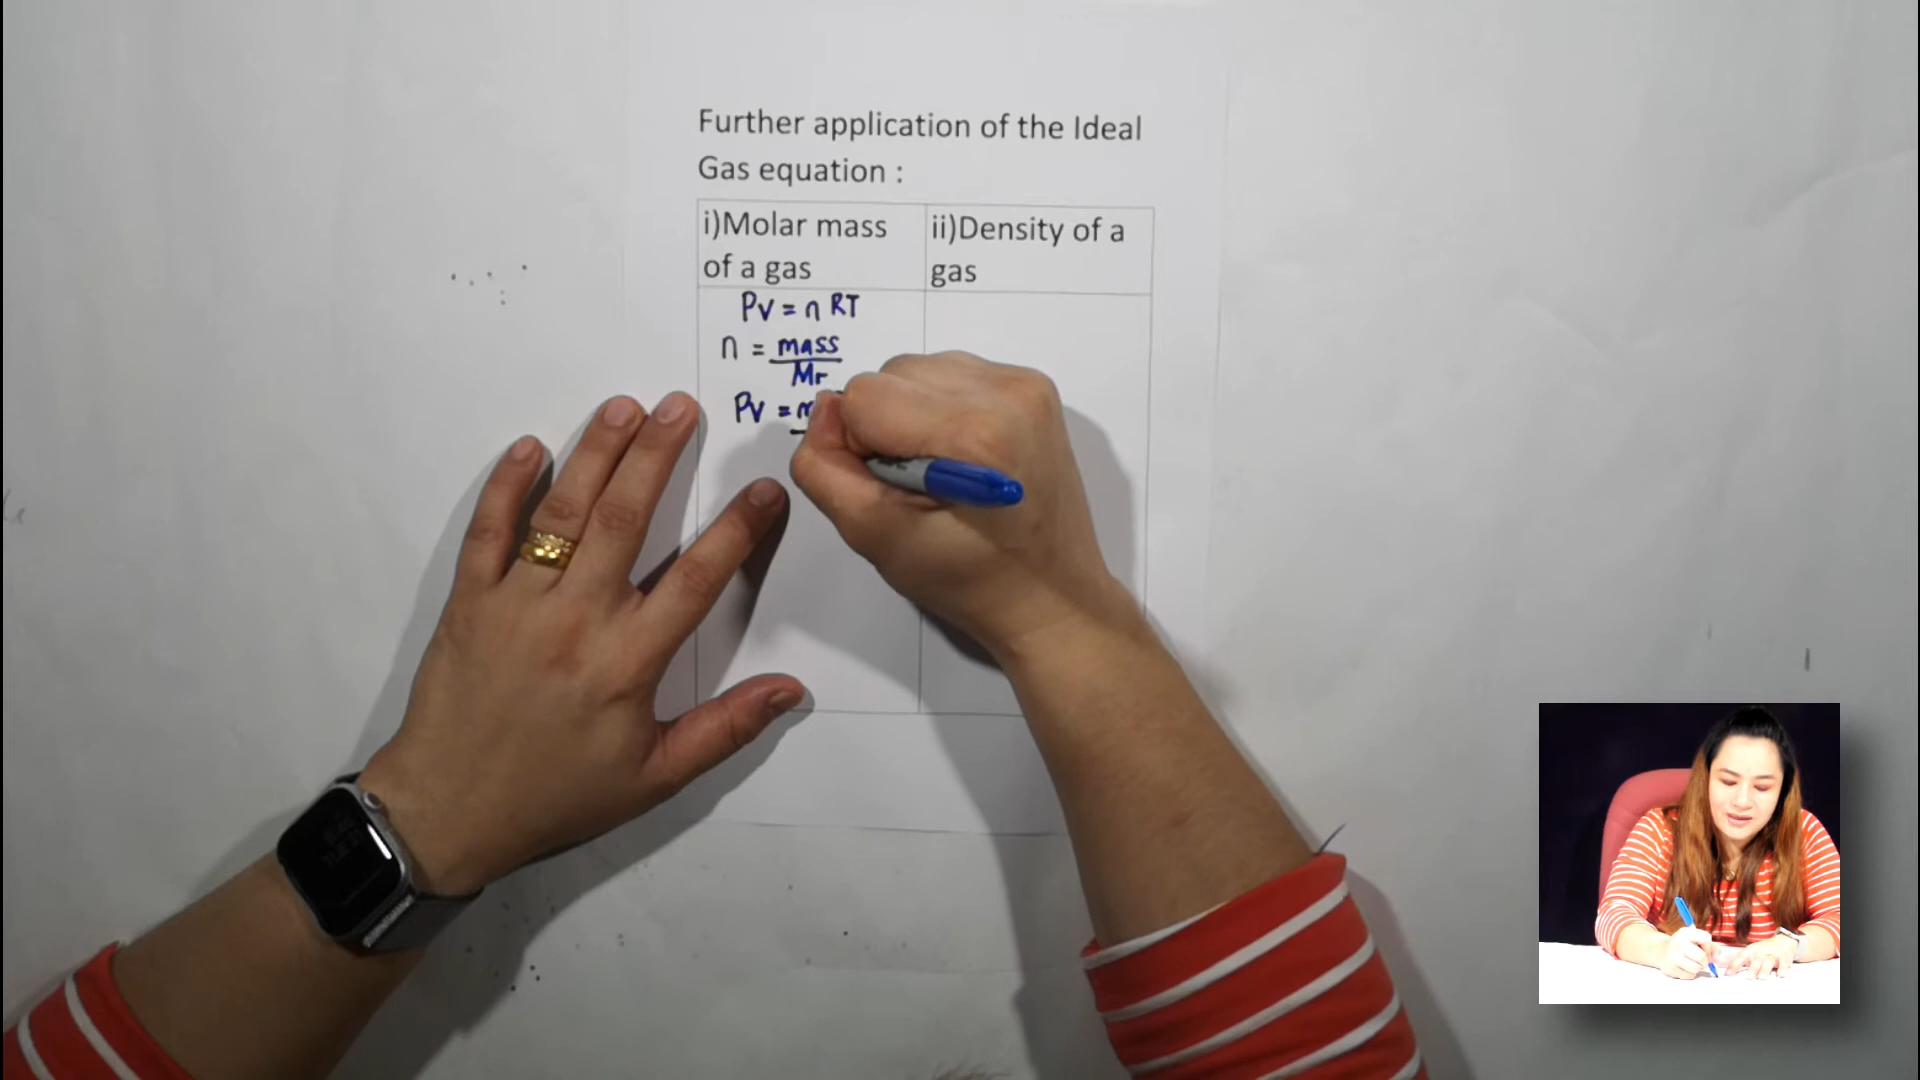 Further application of the Ideal
Gas equation :
i)Molar mass
of a gas
ii)Density of a
gas
PV = n RT
n = mass
Mr
PV =